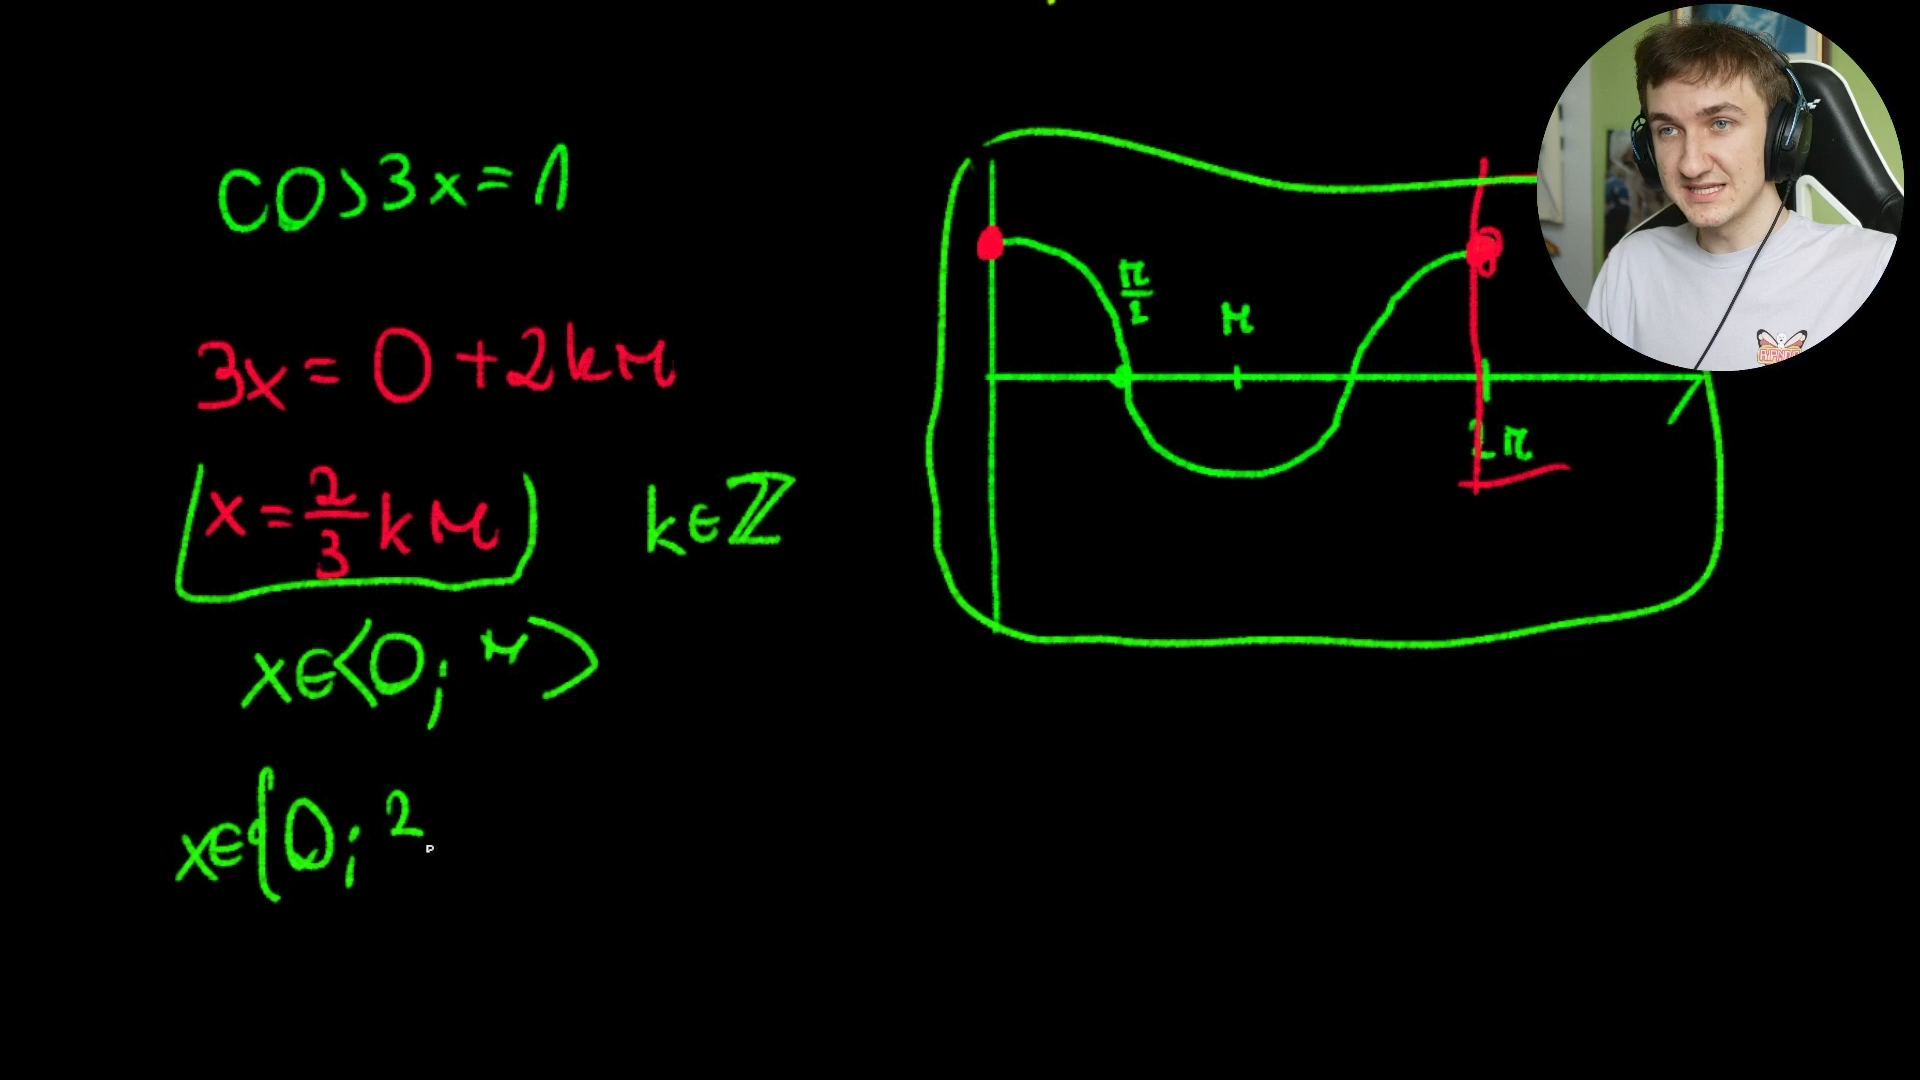 cos3x=1
3x=0+2kπ
x=2/3kπ k∈ℤ
x∈<0;π>
x∈{0;2
π/2
π
2π